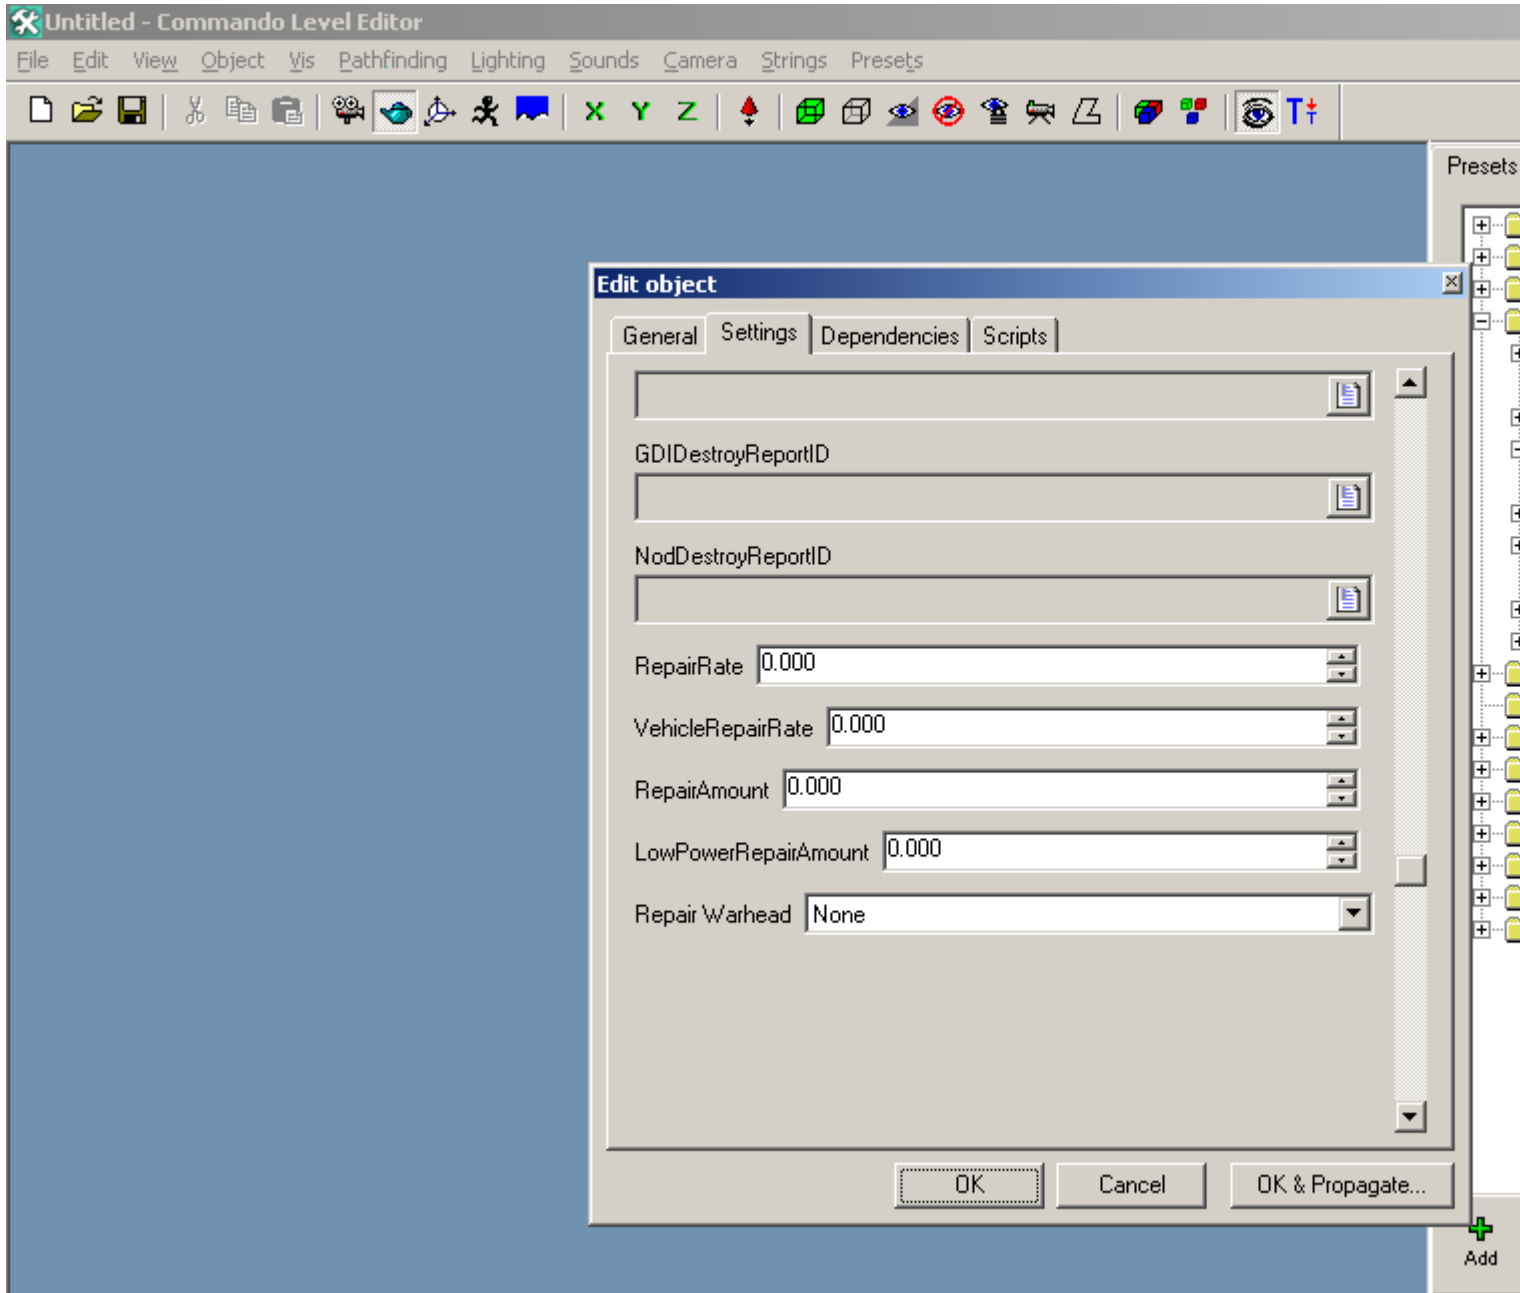 Untitled - Commando Level Editor
File Edit View Object Vis Pathfinding Lighting Sounds Camera Strings Presets
X Y Z T
Presets
Edit object
General Settings Dependencies Scripts
GDIDestroyReportID
NodDestroyReportID
RepairRate 0.000
VehicleRepairRate 0.000
RepairAmount 0.000
LowPowerRepairAmount 0.000
Repair Warhead None
OK Cancel OK & Propagate...
Add